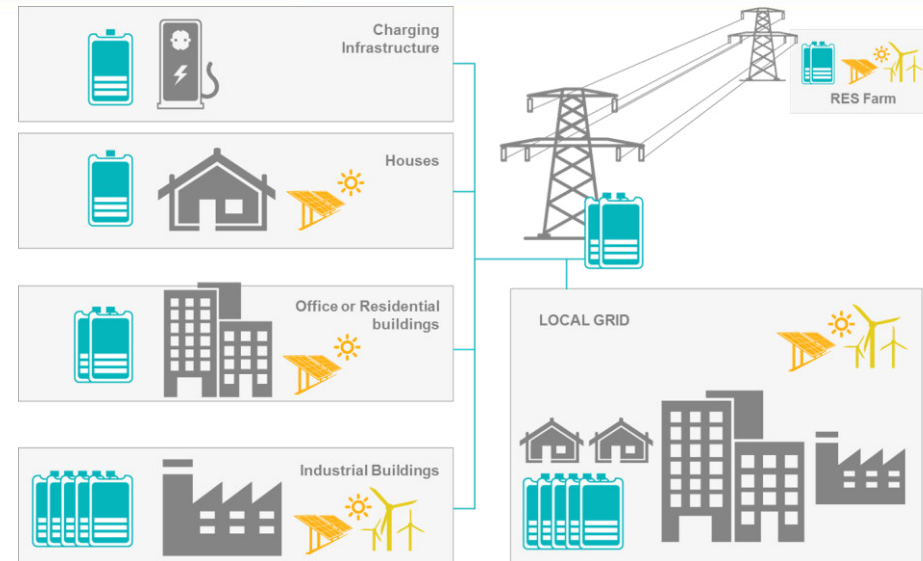 Charging
Infrastructure
RES Farm
Houses
Office or Residential
buildings
LOCAL GRID
Industrial Buildings